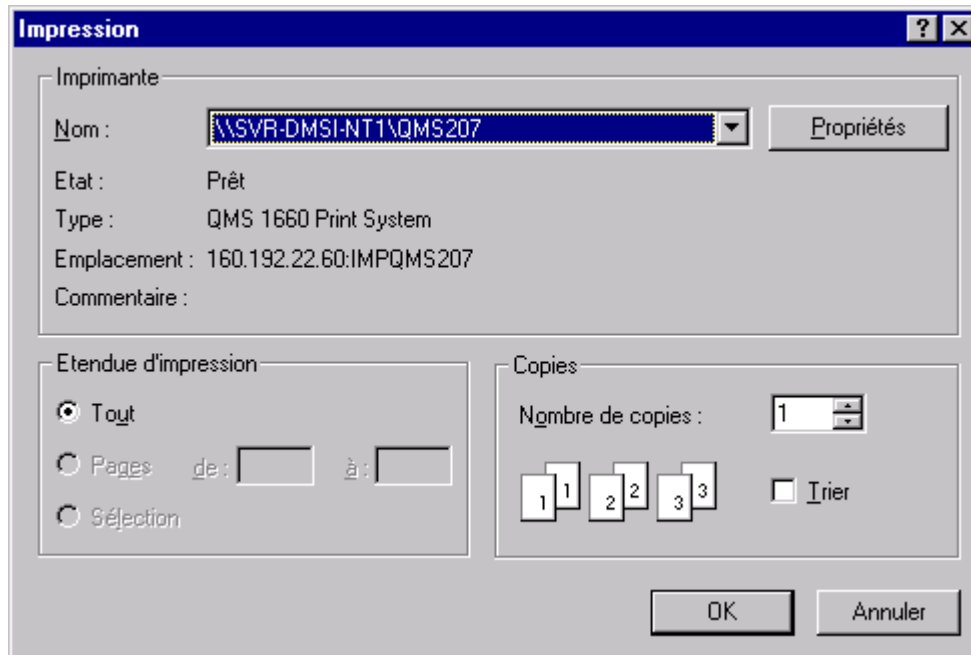 Impression
Imprimante
Nom : \\SVR-DMSI-NT1\QMS207 Propriétés
Etat : Prêt
Type : QMS 1660 Print System
Emplacement : 160.192.22.60:IMPQMS207
Commentaire :
Etendue d'impression
Tout
Pages de : à :
Sélection
Copies
Nombre de copies : 1
1 1 2 2 3 3 Trier
OK Annuler